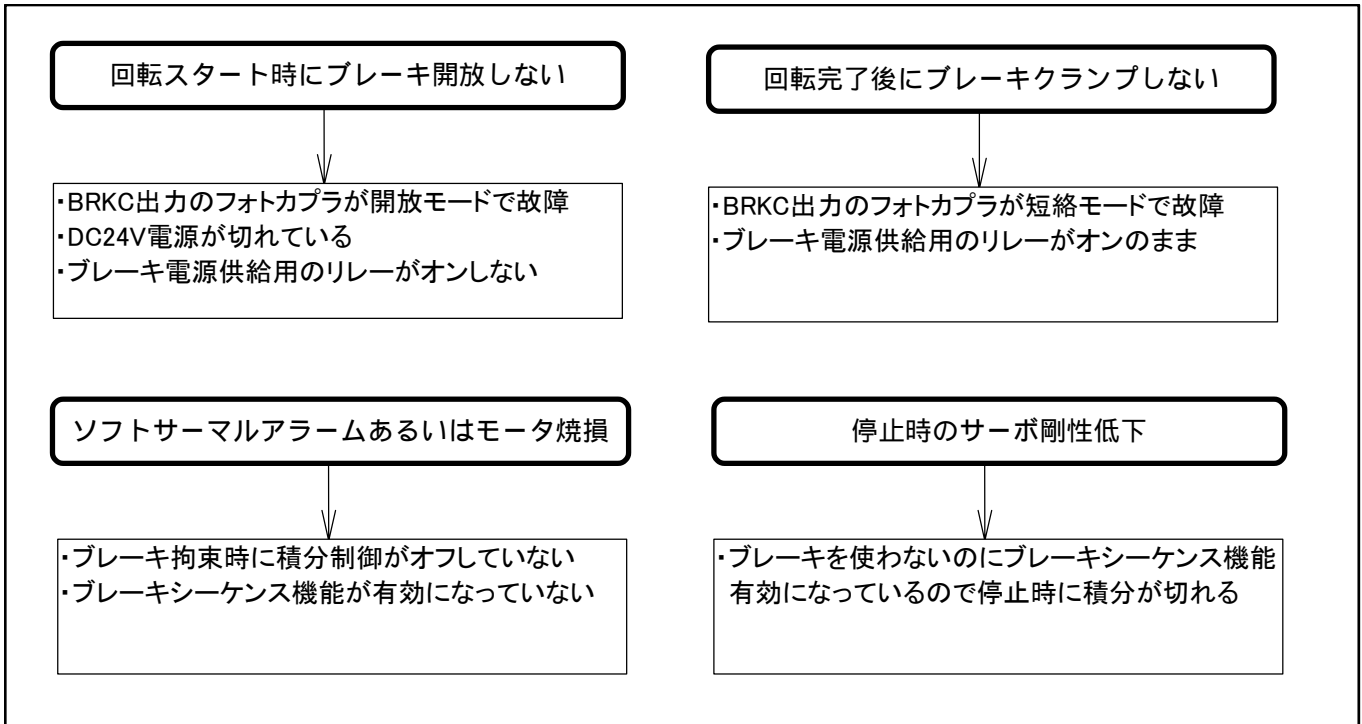 回転スタート時にブレーキ開放しない
・BRKC出力のフォトカプラが開放モードで故障
・DC24V電源が切れている
・ブレーキ電源供給用のリレーがオンしない
回転完了後にブレーキクランプしない
・BRKC出力のフォトカプラが短絡モードで故障
・ブレーキ電源供給用のリレーがオンのまま
ソフトサーマルアラームあるいはモータ焼損
・ブレーキ拘束時に積分制御がオフしていない
・ブレーキシーケンス機能が有効になっていない
停止時のサーボ剛性低下
・ブレーキを使わないのにブレーキシーケンス機能
有効になっているので停止時に積分が切れる